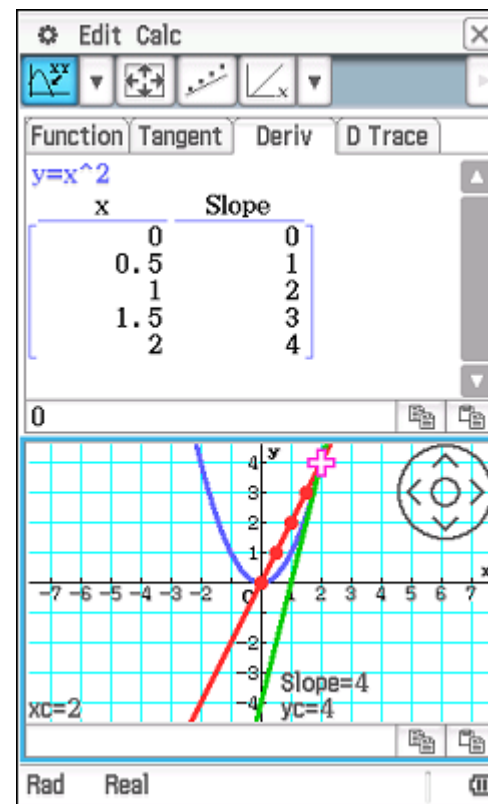 Edit Calc
Function Tangent Deriv D Trace
y=x^2
x Slope
0 0
0.5 1
1 2
1.5 3
2 4
0
y
4
3
2
1
x
-7 -6 -5 -4 -3 -2 0 1 2 3 4 5 6 7
-2
-3
-4
Slope=4
xc=2 yc=4
Rad Real